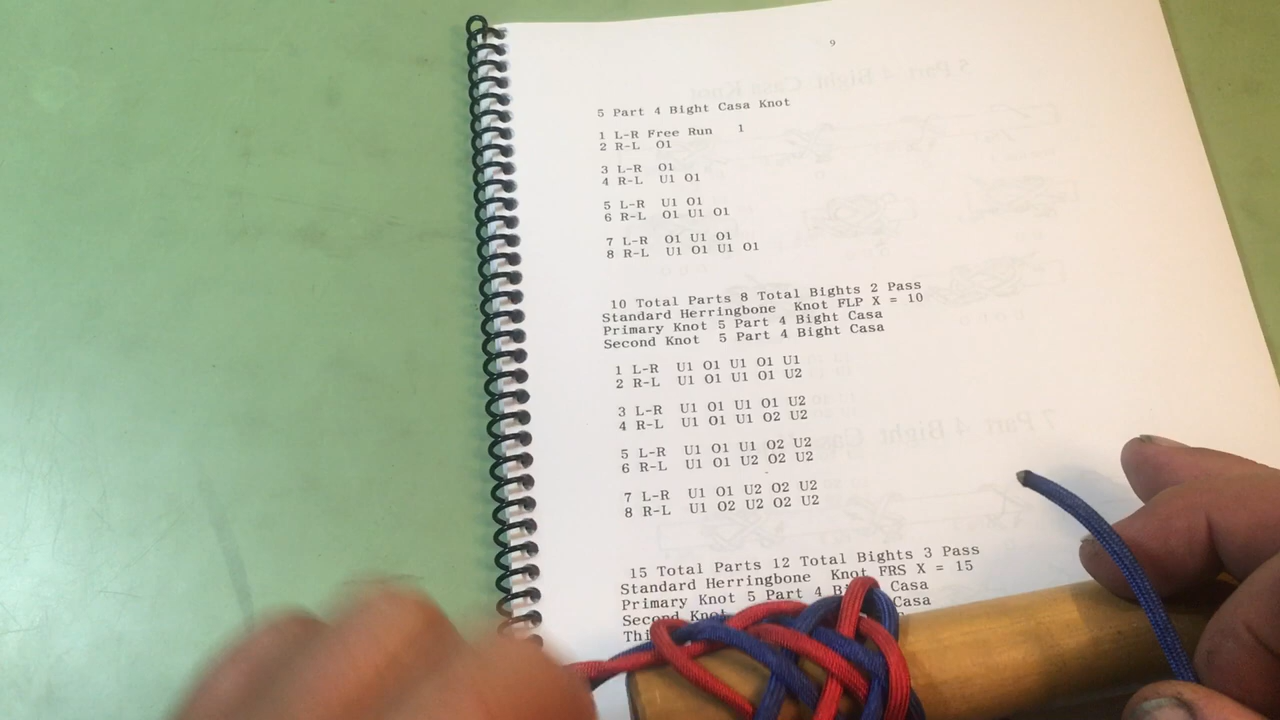 9
5 Part 4 Bight Casa Knot
1 L-R Free Run 1
2 R-L O1
3 L-R O1
4 R-L U1 O1
5 L-R U1 O1
6 R-L O1 U1 O1
7 L-R O1 U1 O1
8 R-L U1 O1 U1 O1
10 Total Parts 8 Total Bights 2 Pass
Standard Herringbone Knot FLP X = 10
Primary Knot 5 Part 4 Bight Casa
Second Knot 5 Part 4 Bight Casa
1 L-R U1 O1 U1 O1 U1
2 R-L U1 O1 U1 O1 U2
3 L-R U1 O1 U1 O1 U2
4 R-L U1 O1 U1 O2 U2
5 L-R U1 O1 U1 O2 U2
6 R-L U1 O1 U2 O2 U2
7 L-R U1 O1 U2 O2 U2
8 R-L U1 O2 U2 O2 U2
15 Total Parts 12 Total Bights 3 Pass
Standard Herringbone Knot FRS X = 15
Primary Knot 5 Part 4 Casa
Second Casa